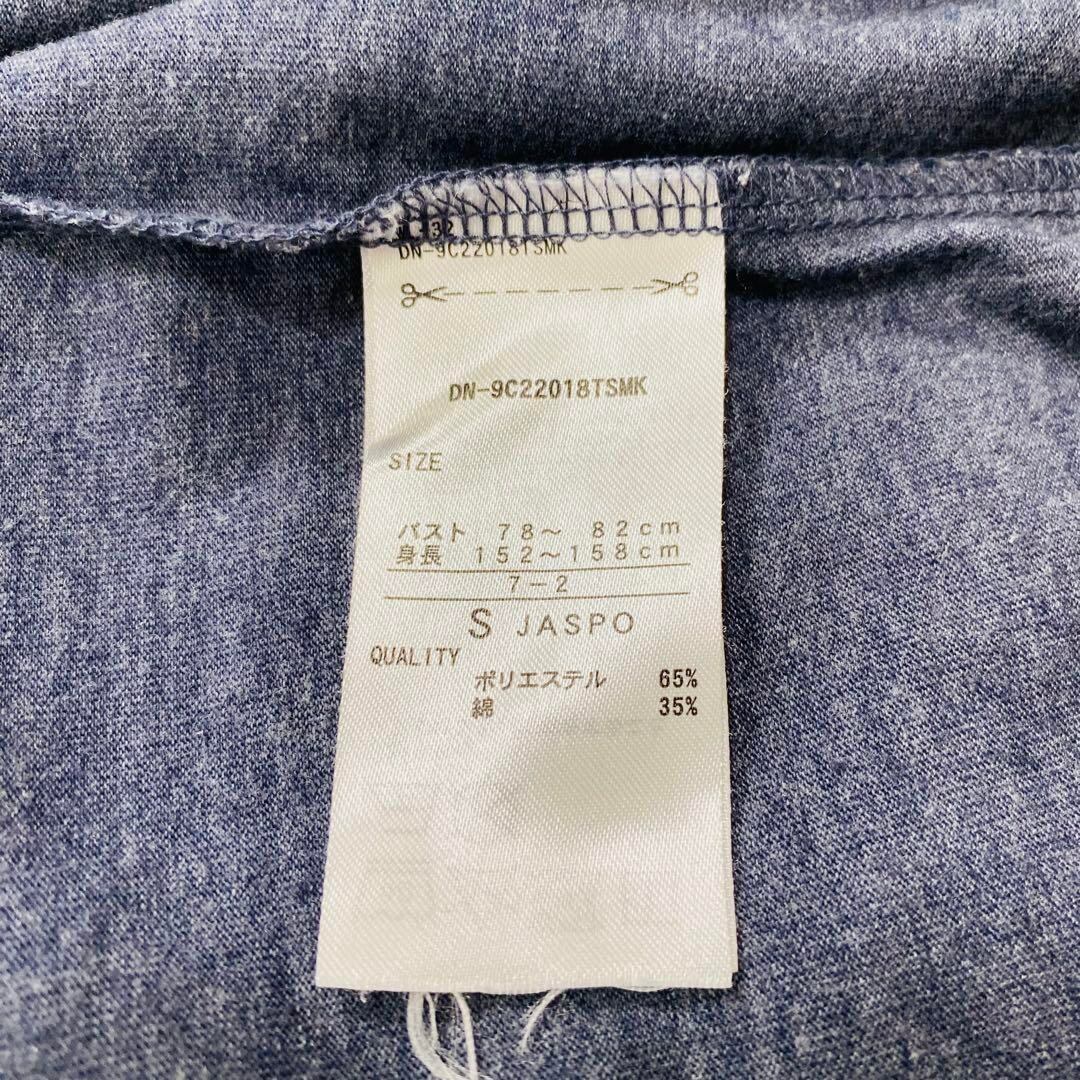 32
DN-9C22018TSMK
DN-9C22018TSMK
SIZE
バスト 78～ 82cm
身長 152～158cm
7-2
S JASPO
QUALITY
ポリエステル 65%
綿 35%